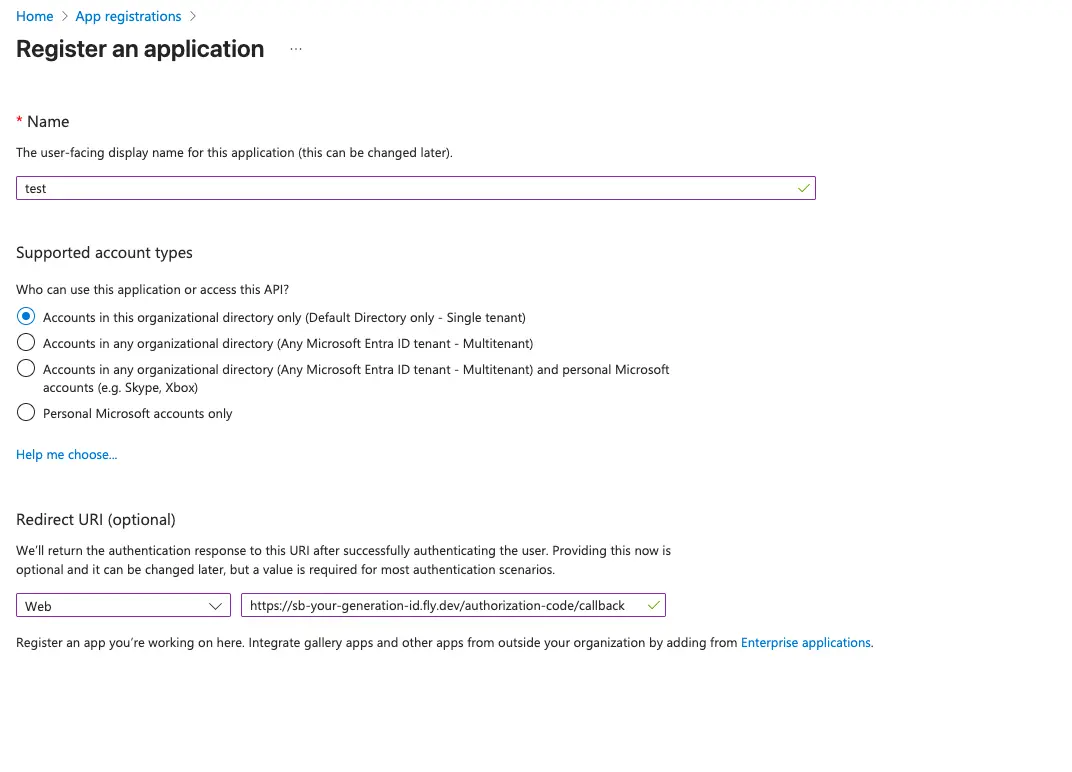 Home > App registrations >
Register an application ...
* Name
The user-facing display name for this application (this can be changed later).
test
Supported account types
Who can use this application or access this API?
Accounts in this organizational directory only (Default Directory only - Single tenant)
Accounts in any organizational directory (Any Microsoft Entra ID tenant - Multitenant)
Accounts in any organizational directory (Any Microsoft Entra ID tenant - Multitenant) and personal Microsoft
accounts (e.g. Skype, Xbox)
Personal Microsoft accounts only
Help me choose...
Redirect URI (optional)
We'll return the authentication response to this URI after successfully authenticating the user. Providing this now is
optional and it can be changed later, but a value is required for most authentication scenarios.
Web https://sb-your-generation-id.fly.dev/authorization-code/callback
Register an app you're working on here. Integrate gallery apps and other apps from outside your organization by adding from Enterprise applications.